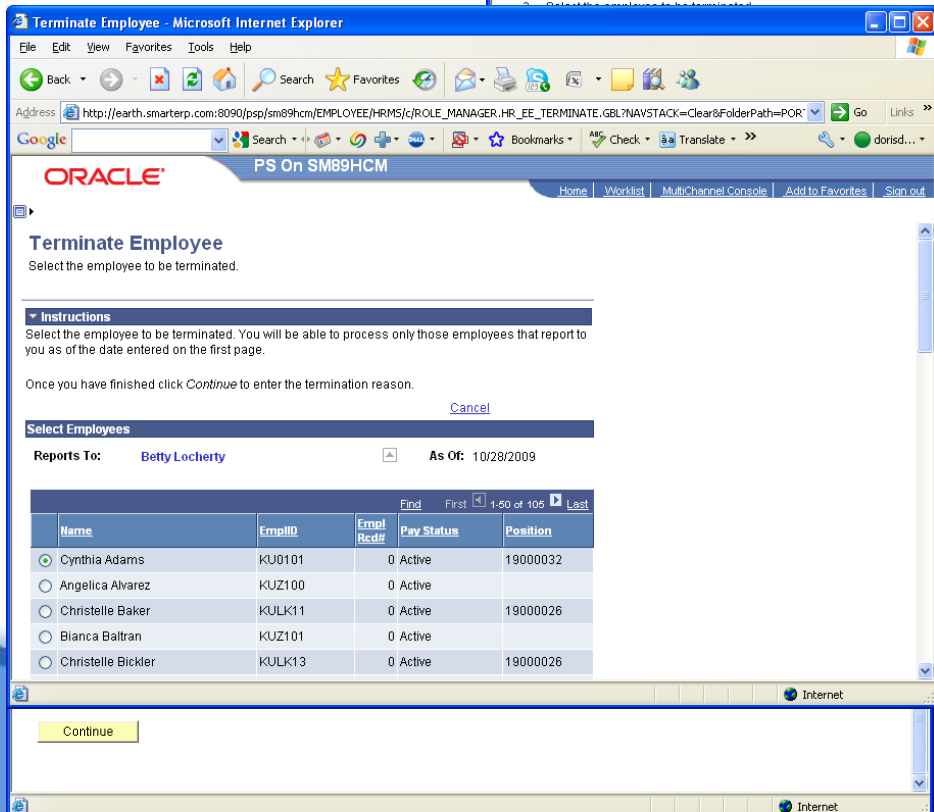 Select the employee to be terminated
Terminate Employee - Microsoft Internet Explorer
File Edit View Favorites Tools Help
Back Search Favorites
Address http://earth.smarterp.com:8090/psp/sm89hcm/EMPLOYEE/HRMS/c/ROLE_MANAGER.HR_EE_TERMINATE.GBL?NAVSTACK=Clear&FolderPath=POR Go Links »
Google Search Bookmarks Check Translate » dorisd...
ORACLE PS On SM89HCM
Home Worklist MultiChannel Console Add to Favorites Sign out
Terminate Employee
Select the employee to be terminated.
Instructions
Select the employee to be terminated. You will be able to process only those employees that report to
you as of the date entered on the first page.
Once you have finished click Continue to enter the termination reason.
Cancel
Select Employees
Reports To: Betty Locherty As Of: 10/28/2009
Find First 1-50 of 105 Last
Name EmplID Empl Rcd# Pay Status Position
Cynthia Adams KU0101 0 Active 19000032
Angelica Alvarez KUZ100 0 Active
Christelle Baker KULK11 0 Active 19000026
Bianca Baltran KUZ101 0 Active
Christelle Bickler KULK13 0 Active 19000026
Internet
Continue
Internet